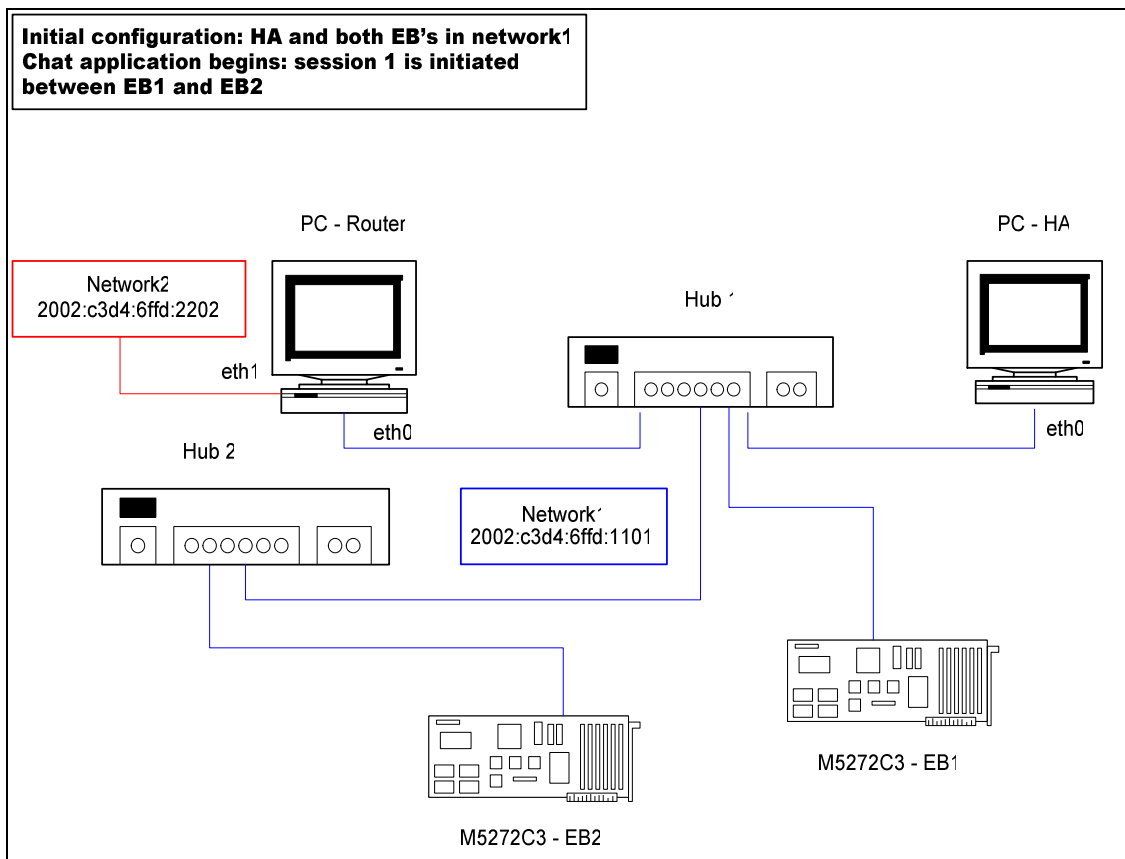 Initial configuration: HA and both EB's in network1
Chat application begins: session 1 is initiated
between EB1 and EB2
PC - Router
PC - HA
Network2
2002:c3d4:6ffd:2202
Hub 1
eth1
eth0
eth0
Hub 2
Network1
2002:c3d4:6ffd:1101
M5272C3 - EB1
M5272C3 - EB2